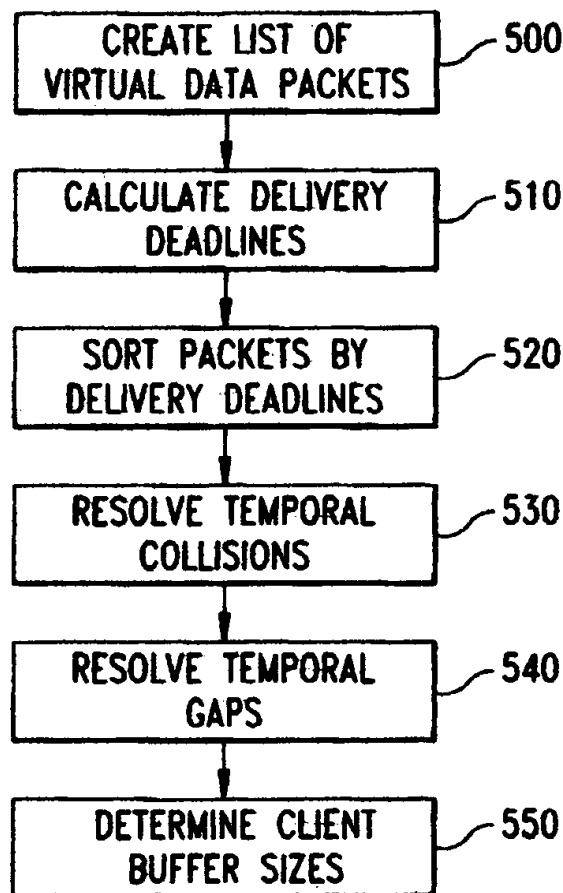 CREATE LIST OF
VIRTUAL DATA PACKETS
500
CALCULATE DELIVERY
DEADLINES
510
SORT PACKETS BY
DELIVERY DEADLINES
520
RESOLVE TEMPORAL
COLLISIONS
530
RESOLVE TEMPORAL
GAPS
540
DETERMINE CLIENT
BUFFER SIZES
550